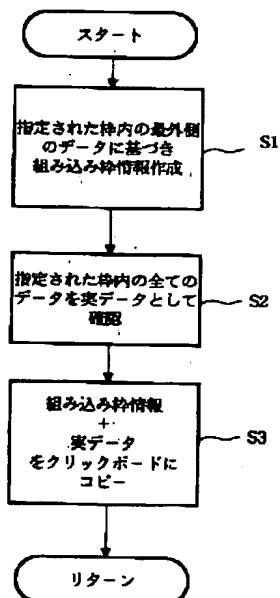 スタート
指定された枠内の最外側
のデータに基づき
組み込み枠情報作成
S1
指定された枠内の全ての
データを実データとして
確認
S2
組み込み枠情報
+
実データ
をクリックボードに
コピー
S3
リターン